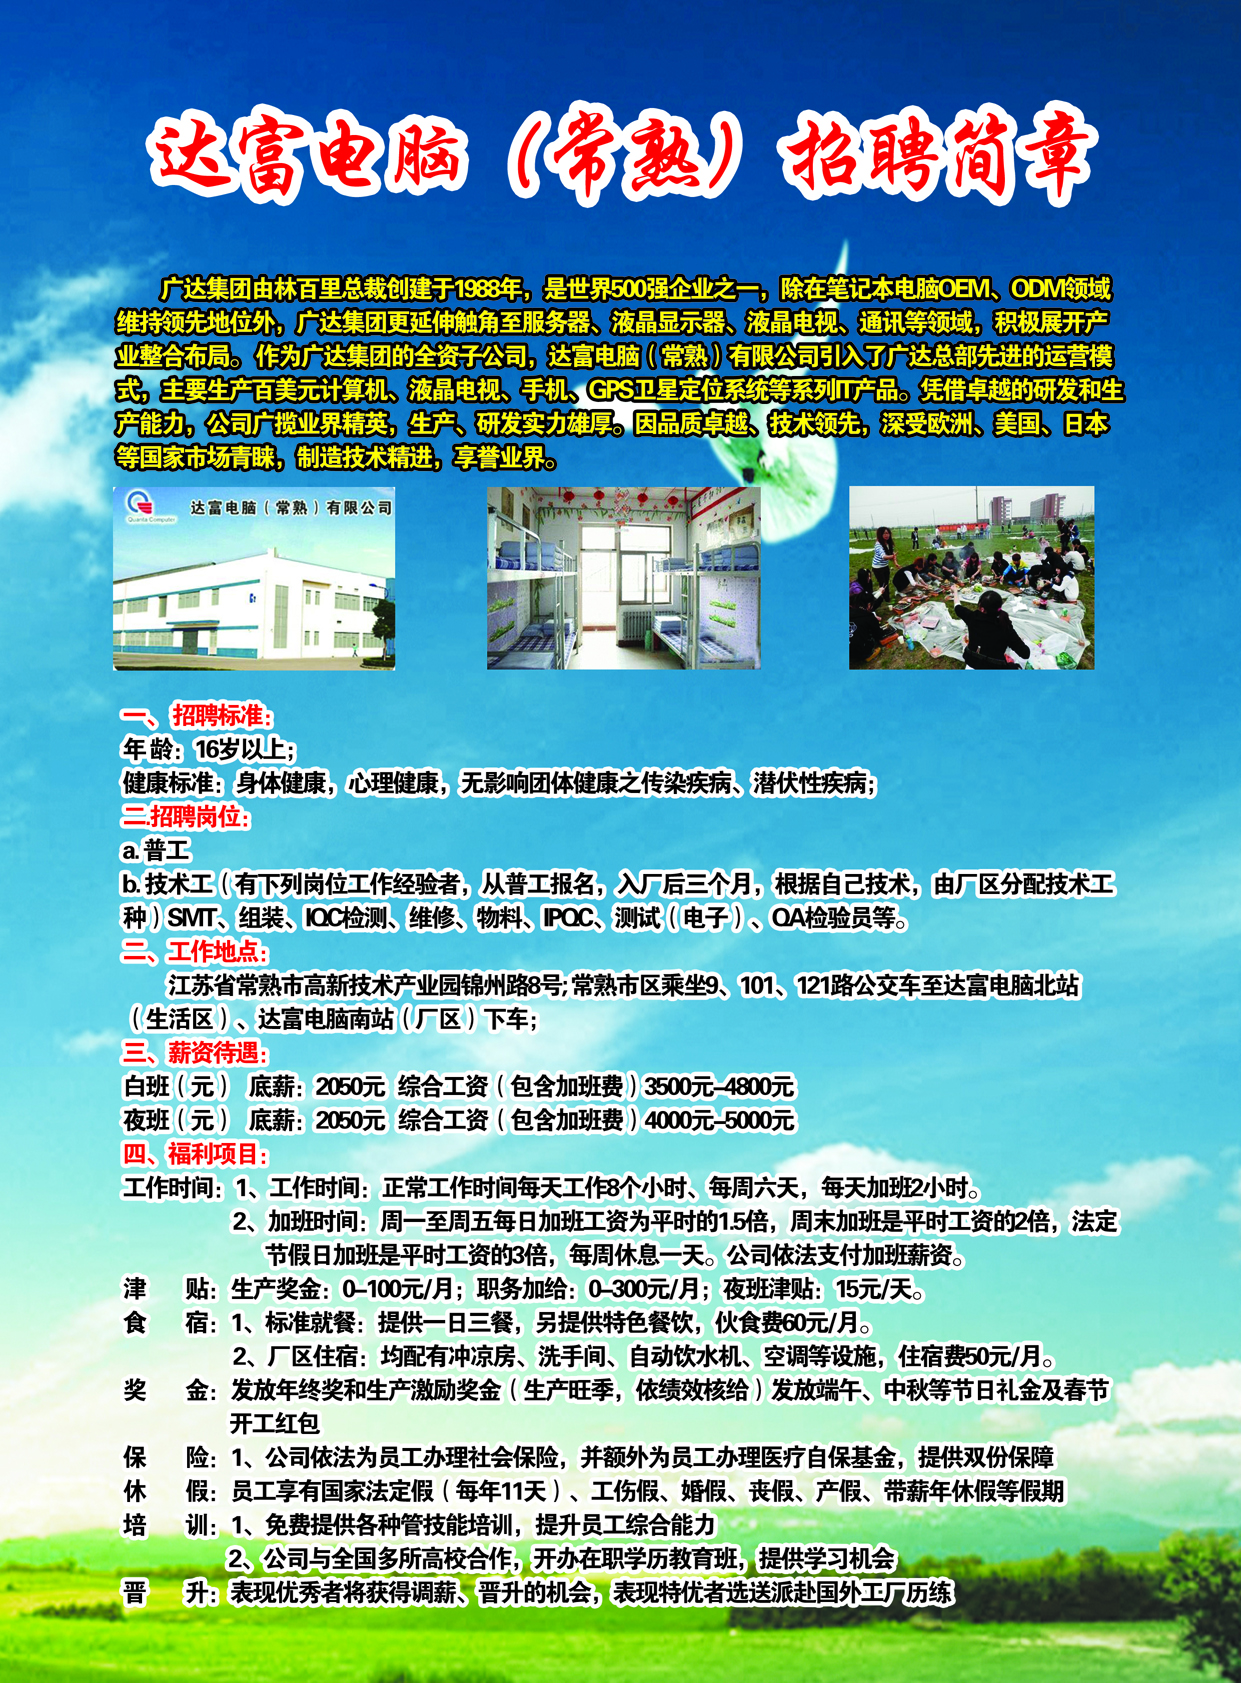 达富电脑（常熟）招聘简章
广达集团由林百里总裁创建于1988年，是世界500强企业之一，除在笔记本电脑OEM、ODM领域
维持领先地位外，广达集团更延伸触角至服务器、液晶显示器、液晶电视、通讯等领域，积极展开产
业整合布局。作为广达集团的全资子公司，达富电脑（常熟）有限公司引入了广达总部先进的运营模
式，主要生产百美元计算机、液晶电视、手机、GPS卫星定位系统等系列IT产品。凭借卓越的研发和生
产能力，公司广揽业界精英，生产、研发实力雄厚。因品质卓越、技术领先，深受欧洲、美国、日本
等国家市场青睐，制造技术精进，享誉业界。
Quanta Computer
达富电脑（常熟）有限公司
一、招聘标准：
年 龄：16岁以上；
健康标准：身体健康，心理健康，无影响团体健康之传染疾病、潜伏性疾病；
二.招聘岗位：
a. 普工
b. 技术工（有下列岗位工作经验者，从普工报名，入厂后三个月，根据自己技术，由厂区分配技术工
种）SMT、组装、IQC检测、维修、物料、IPQC、测试（电子）、QA检验员等。
二、工作地点：
江苏省常熟市高新技术产业园锦州路8号；常熟市区乘坐9、101、121路公交车至达富电脑北站
（生活区）、达富电脑南站（厂区）下车；
三、薪资待遇：
白班（元） 底薪：2050元 综合工资（包含加班费）3500元–4800元
夜班（元） 底薪：2050元 综合工资（包含加班费）4000元–5000元
四、福利项目：
工作时间：1、工作时间：正常工作时间每天工作8个小时、每周六天，每天加班2小时。
2、加班时间：周一至周五每日加班工资为平时的1.5倍，周末加班是平时工资的2倍，法定
节假日加班是平时工资的3倍，每周休息一天。公司依法支付加班薪资。
津 贴：生产奖金：0–100元/月；职务加给：0–300元/月；夜班津贴：15元/天。
食 宿：1、标准就餐：提供一日三餐，另提供特色餐饮，伙食费60元/月。
2、厂区住宿：均配有冲凉房、洗手间、自动饮水机、空调等设施，住宿费50元/月。
奖 金：发放年终奖和生产激励奖金（生产旺季，依绩效核给）发放端午、中秋等节日礼金及春节
开工红包
保 险：1、公司依法为员工办理社会保险，并额外为员工办理医疗自保基金，提供双份保障
休 假：员工享有国家法定假（每年11天）、工伤假、婚假、丧假、产假、带薪年休假等假期
培 训：1、免费提供各种管技能培训，提升员工综合能力
2、公司与全国多所高校合作，开办在职学历教育班，提供学习机会
晋 升：表现优秀者将获得调薪、晋升的机会，表现特优者选送派赴国外工厂历练